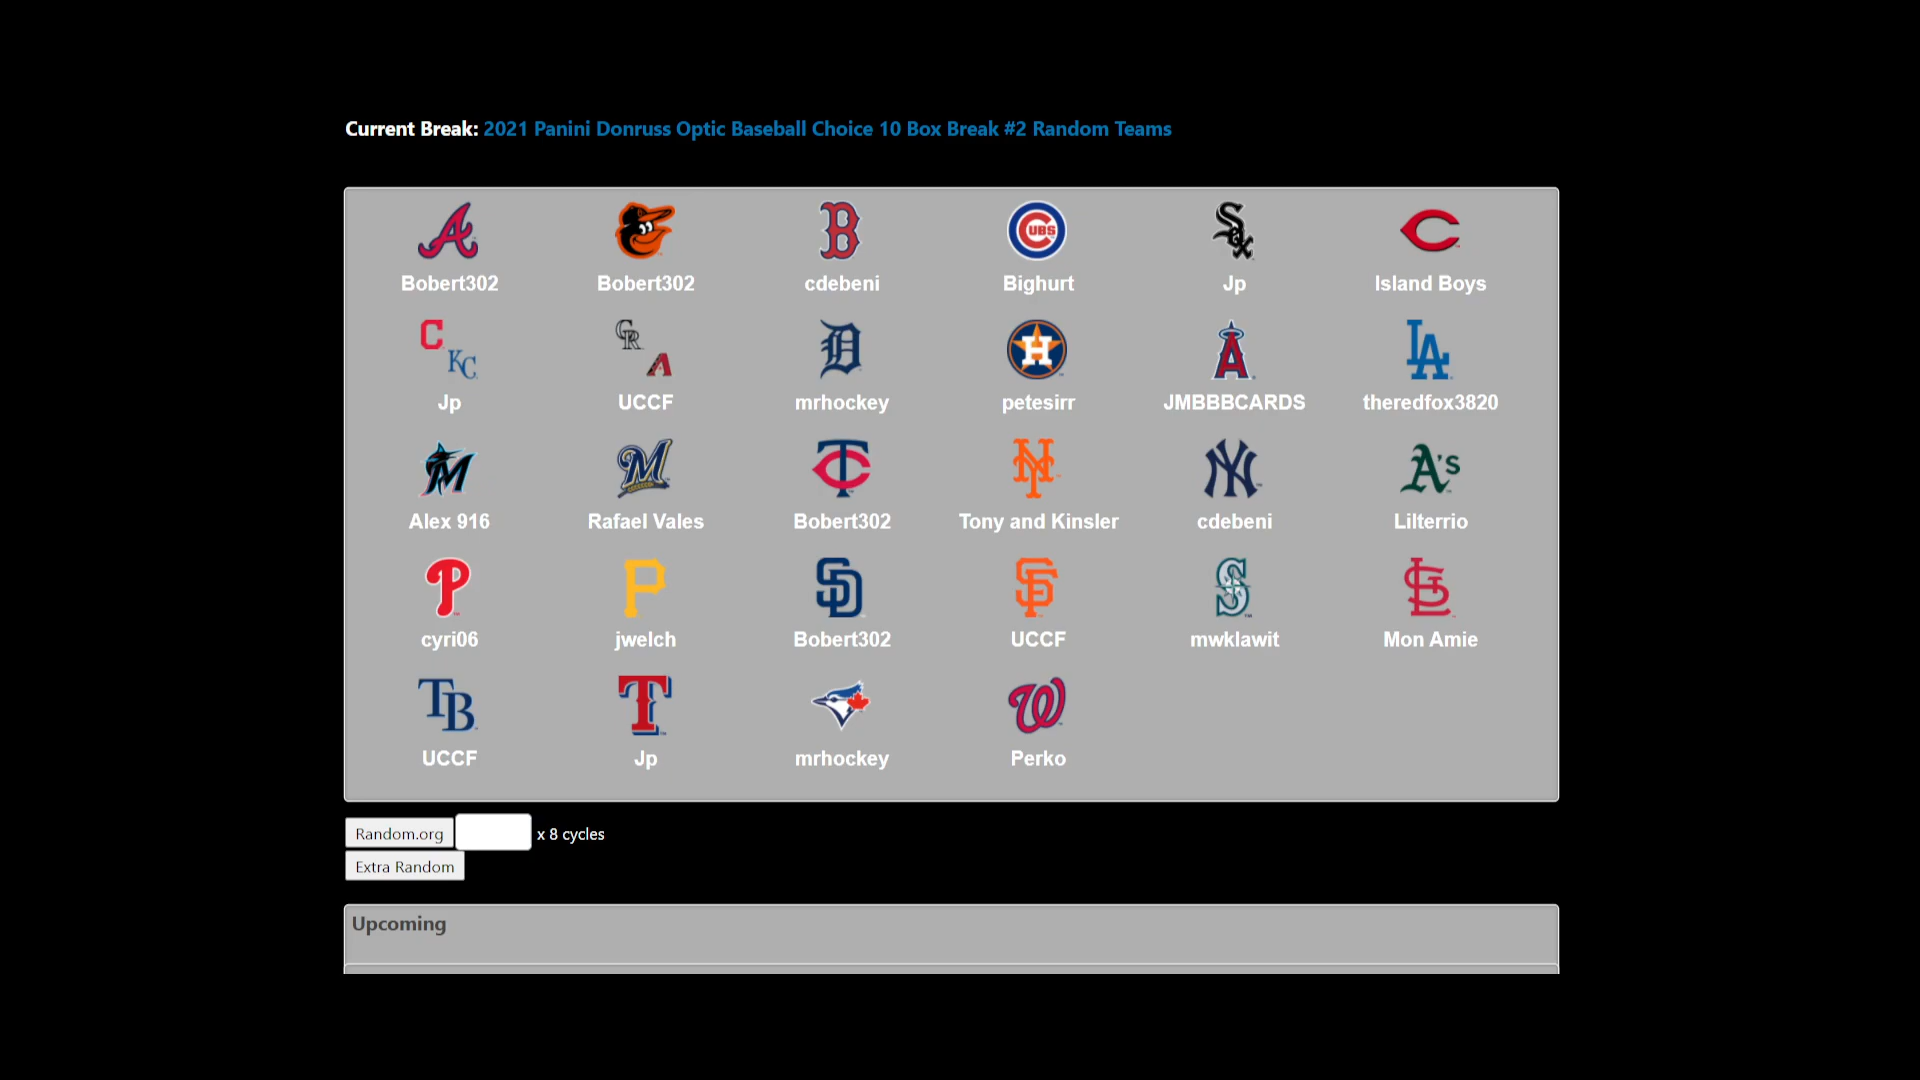 Current Break: 2021 Panini Donruss Optic Baseball Choice 10 Box Break #2 Random Teams
Bobert302 Bobert302 cdebeni Bighurt Jp Island Boys
Jp UCCF mrhockey petesirr JMBBBCARDS theredfox3820
Alex 916 Rafael Vales Bobert302 Tony and Kinsler cdebeni Lilterrio
cyri06 jwelch Bobert302 UCCF mwklawit Mon Amie
UCCF Jp mrhockey Perko
Random.org x 8 cycles
Extra Random
Upcoming